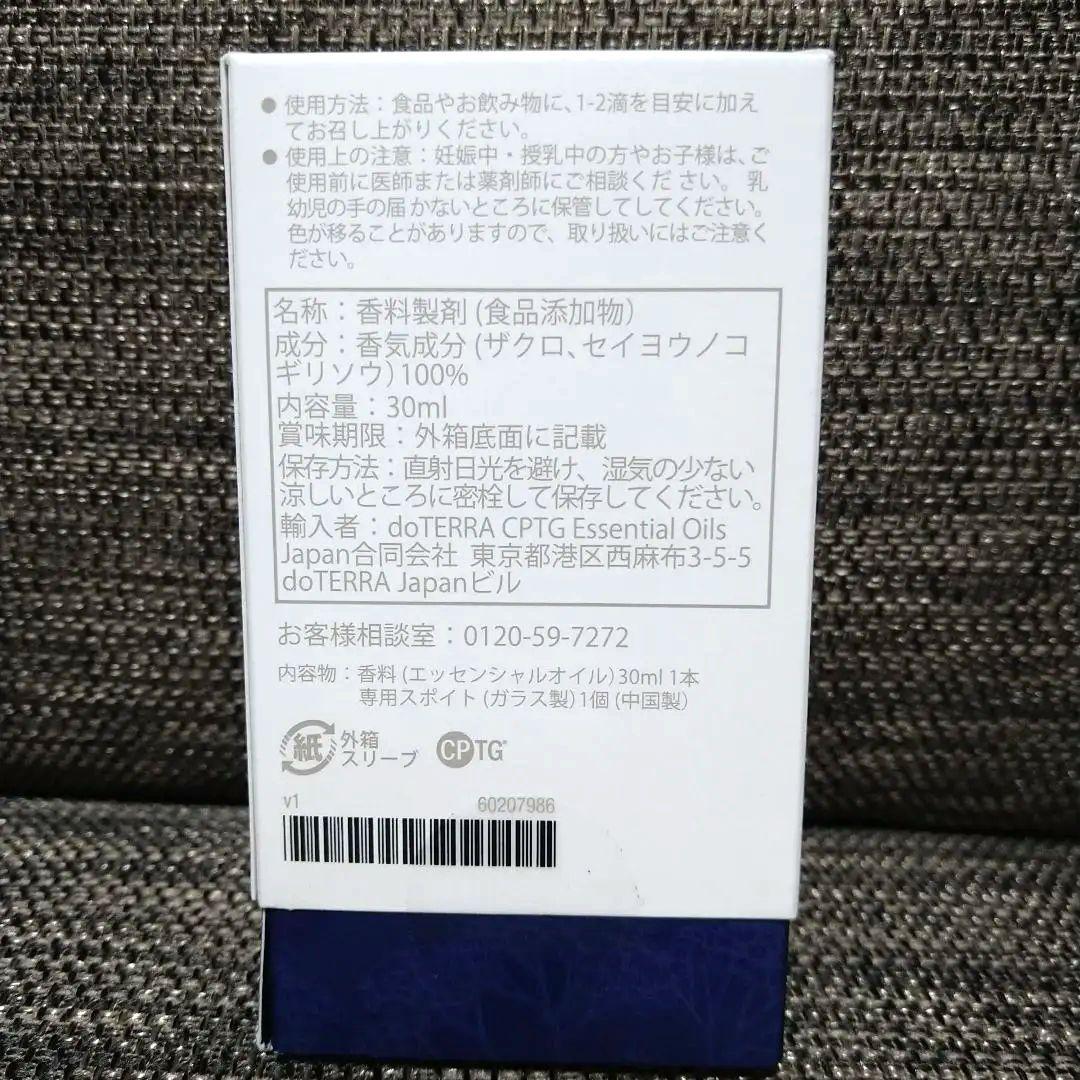 ● 使用方法：食品やお飲み物に、1-2滴を目安に加え
てお召し上がりください。
● 使用上の注意：妊娠中・授乳中の方やお子様は、ご
使用前に医師または薬剤師にご相談くだ さい。 乳
幼児の手の届 かないところに保管してしてください。
色が移ることがありますので、取り扱いにはご注意く
ださい。
名称：香料製剤 (食品添加物)
成分：香気成分 (ザクロ、セイヨウノコ
ギリソウ)100%
内容量：30ml
賞味期限：外箱底面に記載
保存方法：直射日光を避け、湿気の少ない
涼しいところに密栓して保存してください。
輸入者：doTERRA CPTG Essential Oils
Japan合同会社 東京都港区西麻布3-5-5
doTERRA Japanビル
お客様相談室：0120-59-7272
内容物：香料 (エッセンシャルオイル)30ml 1本
専用スポイト (ガラス製)1個 (中国製)
紙 外箱
スリーブ
CPTG®
v1 60207986